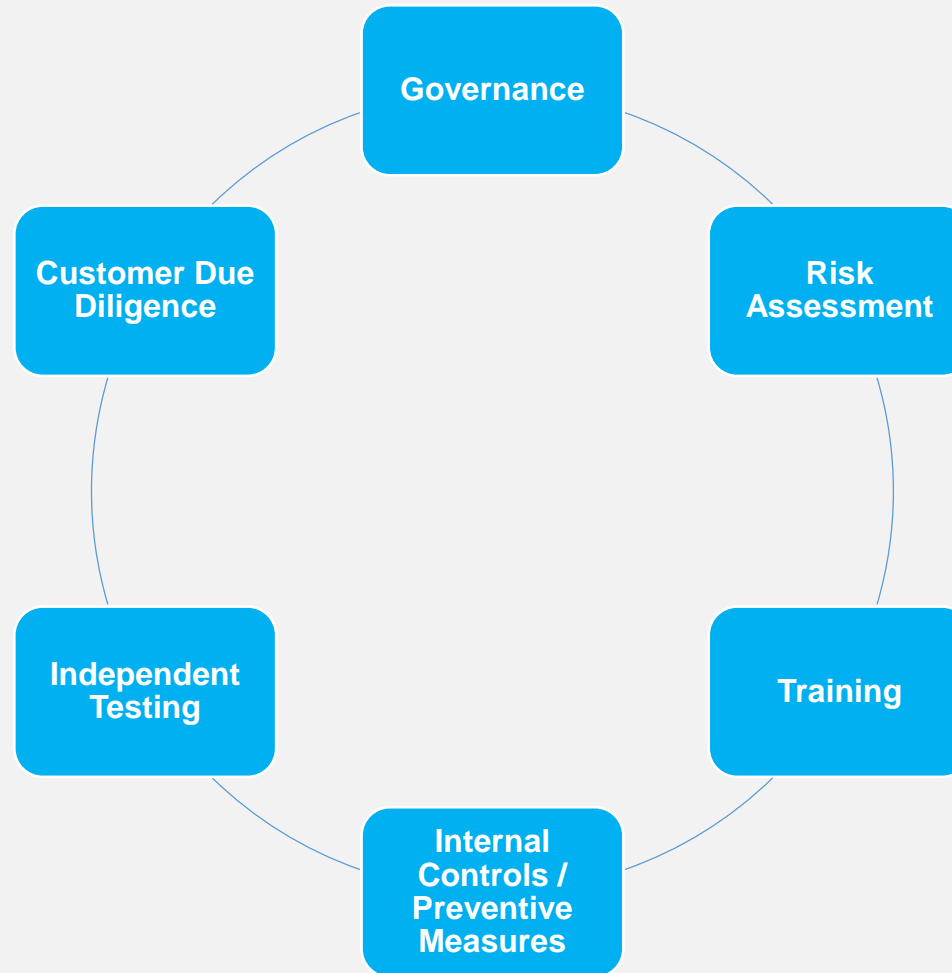 Governance
Risk
Assessment
Training
Internal
Controls /
Preventive
Measures
Independent
Testing
Customer Due
Diligence